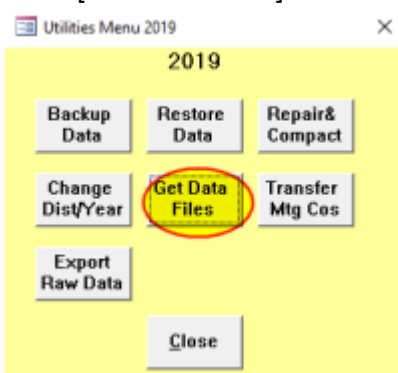 Utilities Menu 2019
2019
Backup Data
Restore Data
Repair& Compact
Change Dist/Year
Get Data Files
Transfer Mtg Cos
Export Raw Data
Close